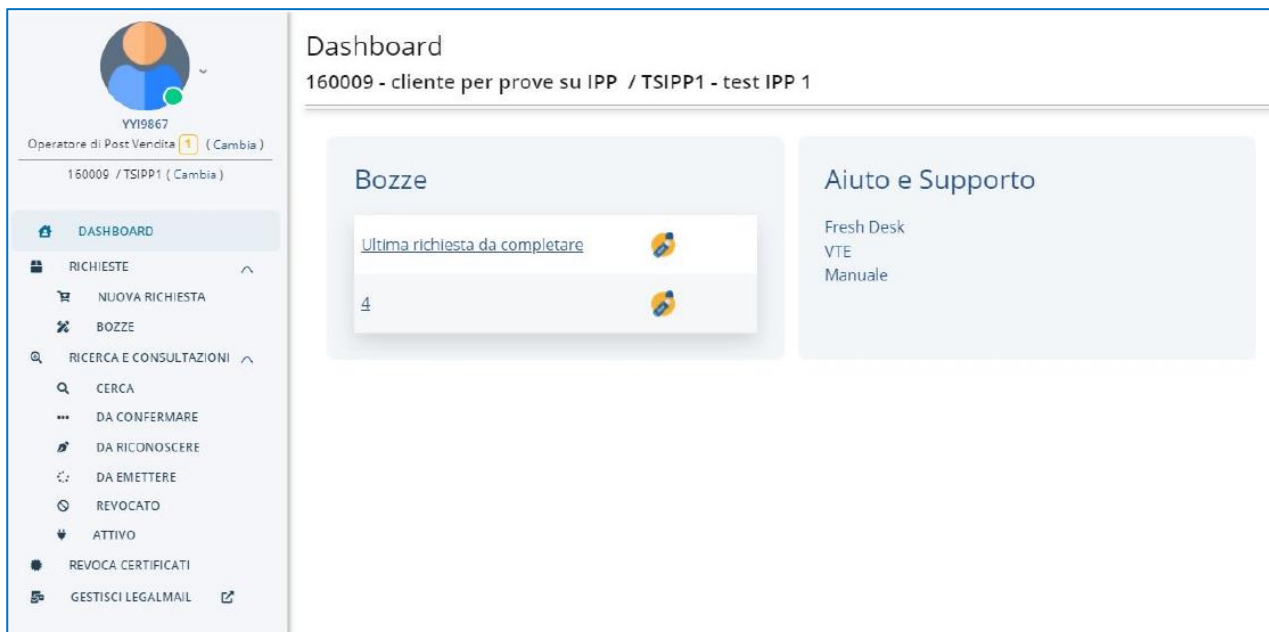 YYI9867
Operatore di Post Vendita 1 ( Cambia )
160009 / TSIPP1 ( Cambia )
DASHBOARD
RICHIESTE
NUOVA RICHIESTA
BOZZE
RICERCA E CONSULTAZIONI
CERCA
DA CONFERMARE
DA RICONOSCERE
DA EMETTERE
REVOCATO
ATTIVO
REVOCA CERTIFICATI
GESTISCI LEGALMAIL
Dashboard
160009 - cliente per prove su IPP / TSIPP1 - test IPP 1
Bozze
Ultima richiesta da completare
4
Aiuto e Supporto
Fresh Desk
VTE
Manuale